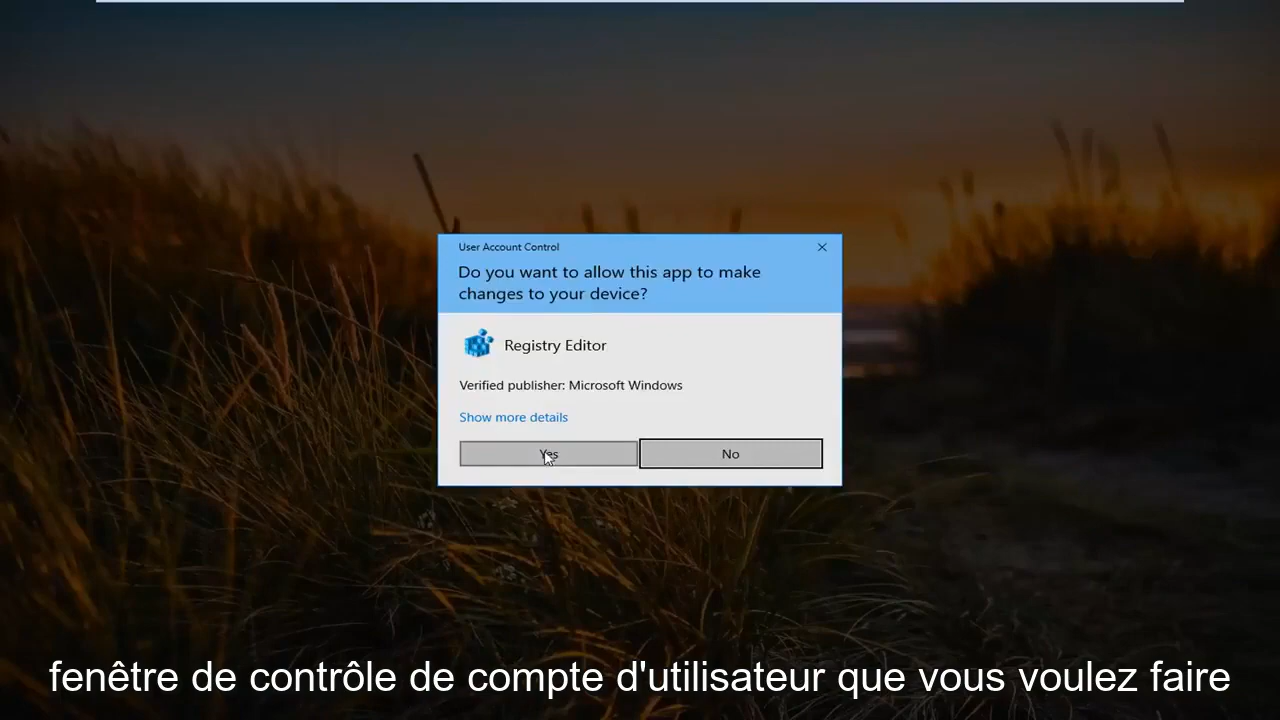 User Account Control
Do you want to allow this app to make
changes to your device?
Registry Editor
Verified publisher: Microsoft Windows
Show more details
Yes
No
fenêtre de contrôle de compte d'utilisateur que vous voulez faire